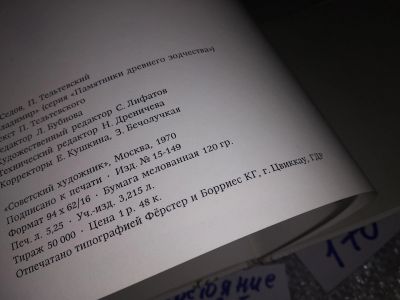 Седов, П. Тельтевский
Владимир» (серия «Памятники древнего зодчества»)
Текст П. Тельтевского
Редактор Л. Бубнова
Художественный редактор С. Лифатов
Технический редактор Н. Дреничева
Корректоры Е. Кушкина, З. Бечолучкая
«Советский художник», Москва, 1970
Подписано к печати · Изд. № 15-149
Формат 94 х 62/16 · Бумага мелованная 120 гр.
Печ. л. 5,25 · Уч.-изд. 3,215 л.
Тираж 50 000 · Цена 1 р. 48 к.
Отпечатано типографией Фёрстер и Борриес КГ, г. Цвиккау, ГДР
110